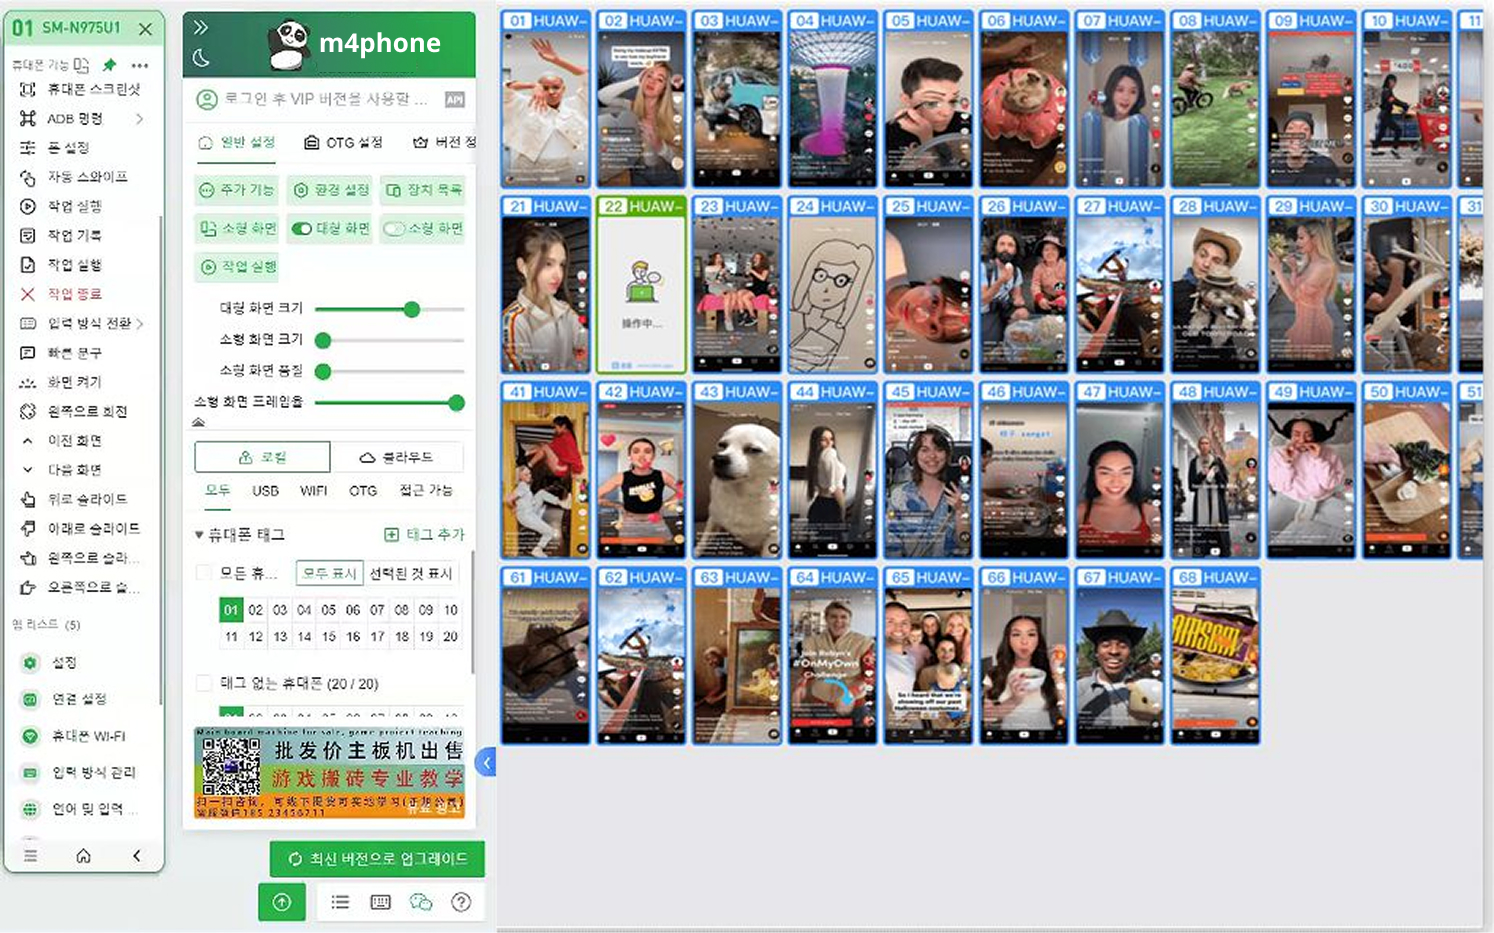 01 SM-N975U1
휴대폰 기능
휴대폰 스크린샷
ADB 명령
폰 설정
자동 스와이프
작업 실행
작업 기록
작업 실행
작업 종료
입력 방식 전환
빠른 문구
화면 켜기
왼쪽으로 회전
이전 화면
다음 화면
위로 슬라이드
아래로 슬라이드
왼쪽으로 슬라...
오른쪽으로 슬...
앱 리스트 (5)
설정
연결 설정
휴대폰 WI-FI
입력 방식 관리
언어 및 입력 ...
m4phone
로그인 후 VIP 버전을 사용할 ...
API
일반 설정
OTG 설정
버전 정
추가 기능
환경 설정
장치 목록
소형 화면
대형 화면
소형 화면
작업 실행
대형 화면 크기
소형 화면 크기
소형 화면 품질
소형 화면 프레임율
로컬
클라우드
모두 USB WIFI OTG 접근 가능
휴대폰 태그
태그 추가
모든 휴...
모두 표시
선택된 것 표시
01 02 03 04 05 06 07 08 09 10
11 12 13 14 15 16 17 18 19 20
태그 없는 휴대폰 (20 / 20)
Main board machine for sale, game project teaching
批发价主板机出售
游戏搬砖专业教学
유료 광고
최신 버전으로 업그레이드
01 HUAW-
02 HUAW-
03 HUAW-
04 HUAW-
05 HUAW-
06 HUAW-
07 HUAW-
08 HUAW-
09 HUAW-
10 HUAW-
11
21 HUAW-
22 HUAW-
23 HUAW-
24 HUAW-
25 HUAW-
26 HUAW-
27 HUAW-
28 HUAW-
29 HUAW-
30 HUAW-
31
操作中...
41 HUAW-
42 HUAW-
43 HUAW-
44 HUAW-
45 HUAW-
46 HUAW-
47 HUAW-
48 HUAW-
49 HUAW-
50 HUAW-
51
61 HUAW-
62 HUAW-
63 HUAW-
64 HUAW-
65 HUAW-
66 HUAW-
67 HUAW-
68 HUAW-
Join Robyn's
#OnMyOwn
Challenge
So I heard that we're
showing off our past
Halloween costumes...